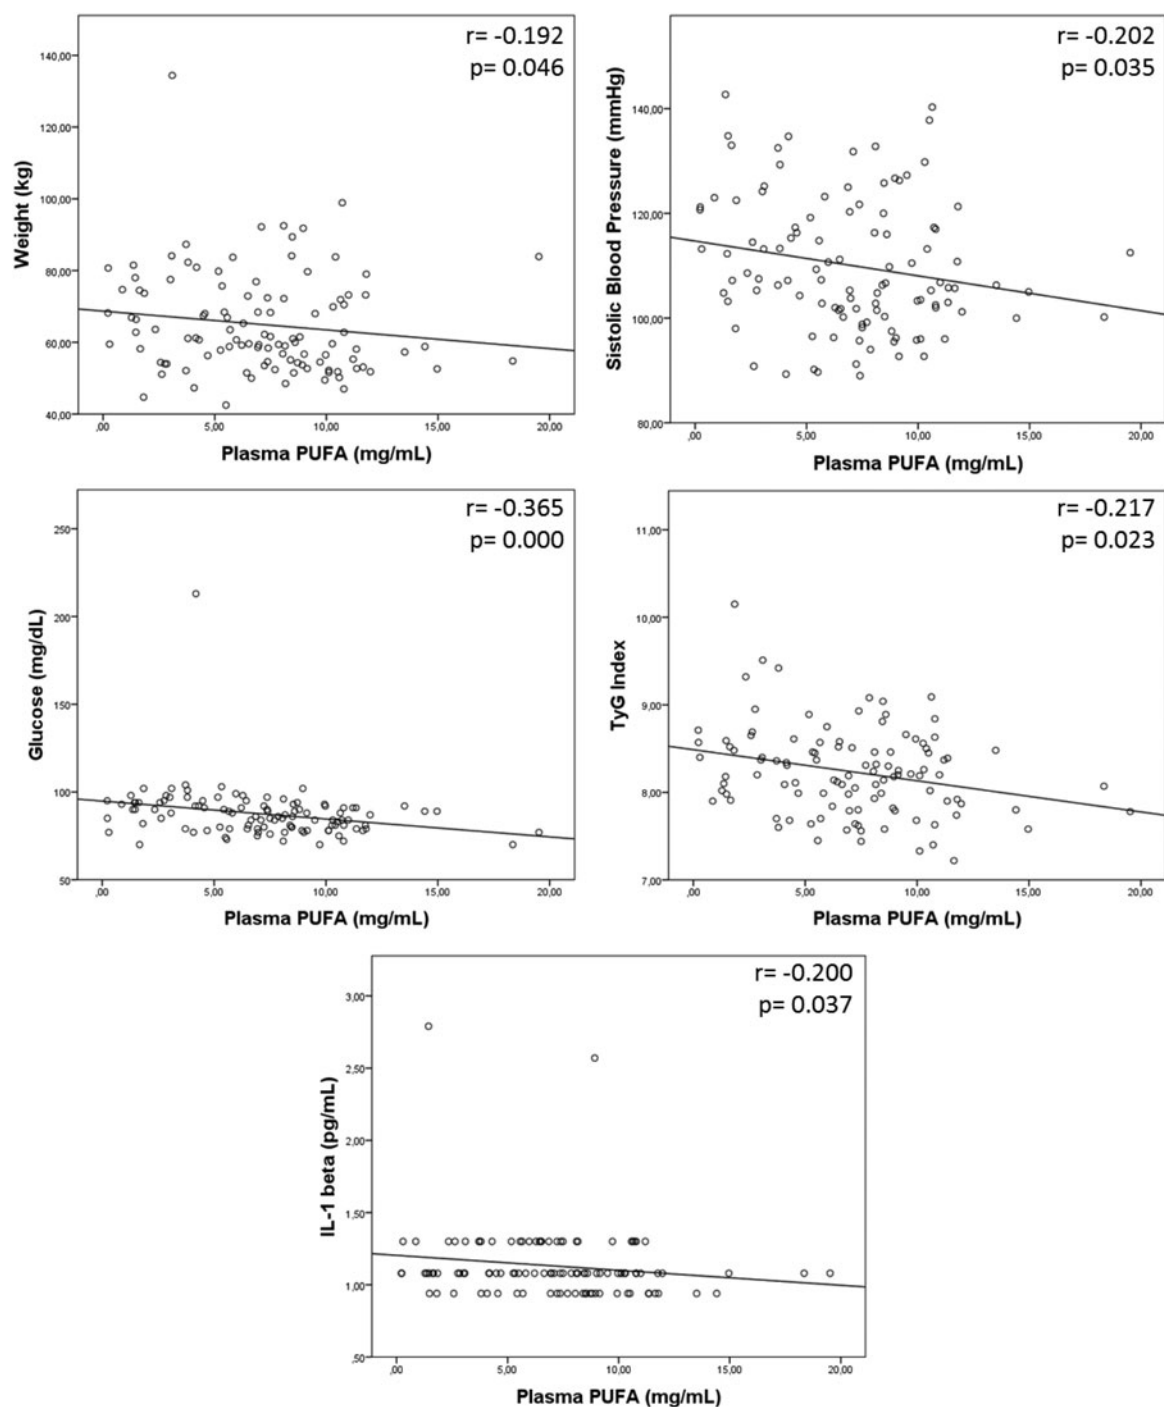 r= -0.192
p= 0.046
140,00
120,00
100,00
80,00
60,00
40,00
Weight (kg)
,00 5,00 10,00 15,00 20,00
Plasma PUFA (mg/mL)
r= -0.202
p= 0.035
140,00
120,00
100,00
80,00
Sistolic Blood Pressure (mmHg)
,00 5,00 10,00 15,00 20,00
Plasma PUFA (mg/mL)
r= -0.365
p= 0.000
250
200
150
100
50
Glucose (mg/dL)
,00 5,00 10,00 15,00 20,00
Plasma PUFA (mg/mL)
r= -0.217
p= 0.023
11,00
10,00
9,00
8,00
7,00
TyG Index
,00 5,00 10,00 15,00 20,00
Plasma PUFA (mg/mL)
r= -0.200
p= 0.037
3,00
2,50
2,00
1,50
1,00
,50
IL-1 beta (pg/mL)
,00 5,00 10,00 15,00 20,00
Plasma PUFA (mg/mL)